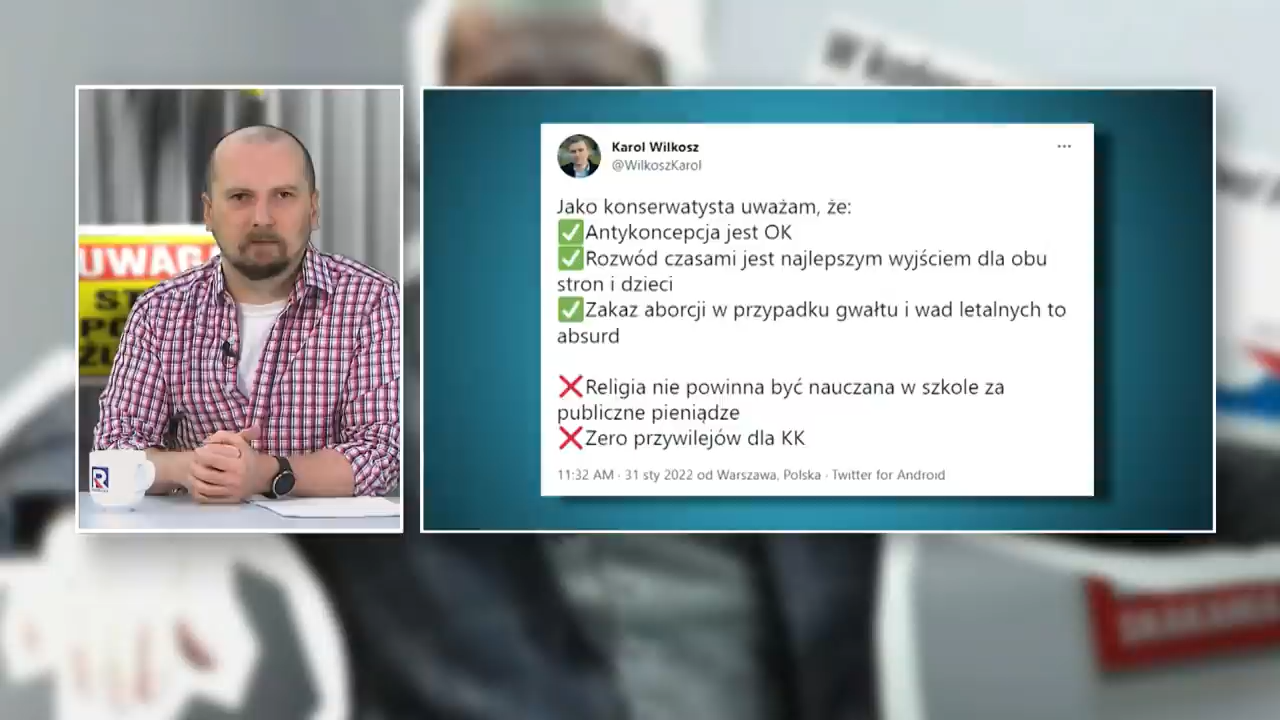 UWAGA
Karol Wilkosz
@WilkoszKarol
Jako konserwatysta uważam, że:
✅Antykoncepcja jest OK
✅Rozwód czasami jest najlepszym wyjściem dla obu
stron i dzieci
✅Zakaz aborcji w przypadku gwałtu i wad letalnych to
absurd
❌Religia nie powinna być nauczana w szkole za
publiczne pieniądze
❌Zero przywilejów dla KK
11:32 AM · 31 sty 2022 od Warszawa, Polska · Twitter for Android